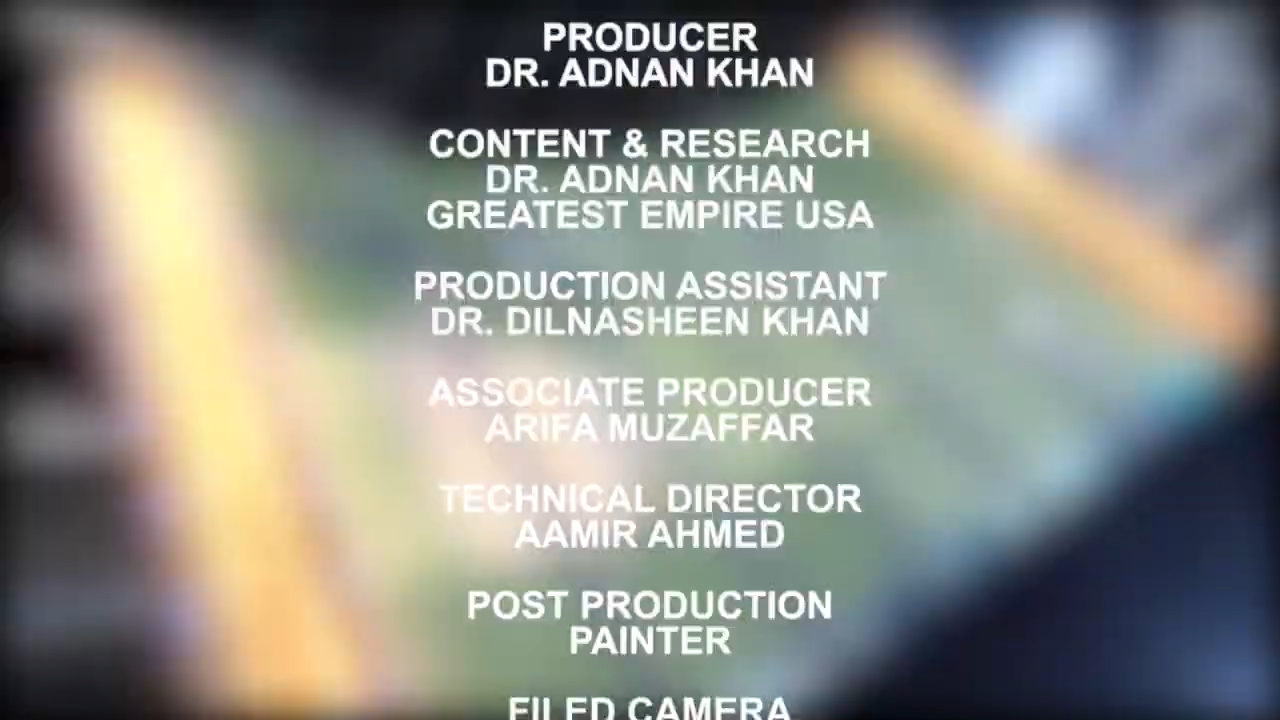 PRODUCER
DR. ADNAN KHAN
CONTENT & RESEARCH
DR. ADNAN KHAN
GREATEST EMPIRE USA
PRODUCTION ASSISTANT
DR. DILNASHEEN KHAN
ASSOCIATE PRODUCER
ARIFA MUZAFFAR
TECHNICAL DIRECTOR
AAMIR AHMED
POST PRODUCTION
PAINTER
FILED CAMERA